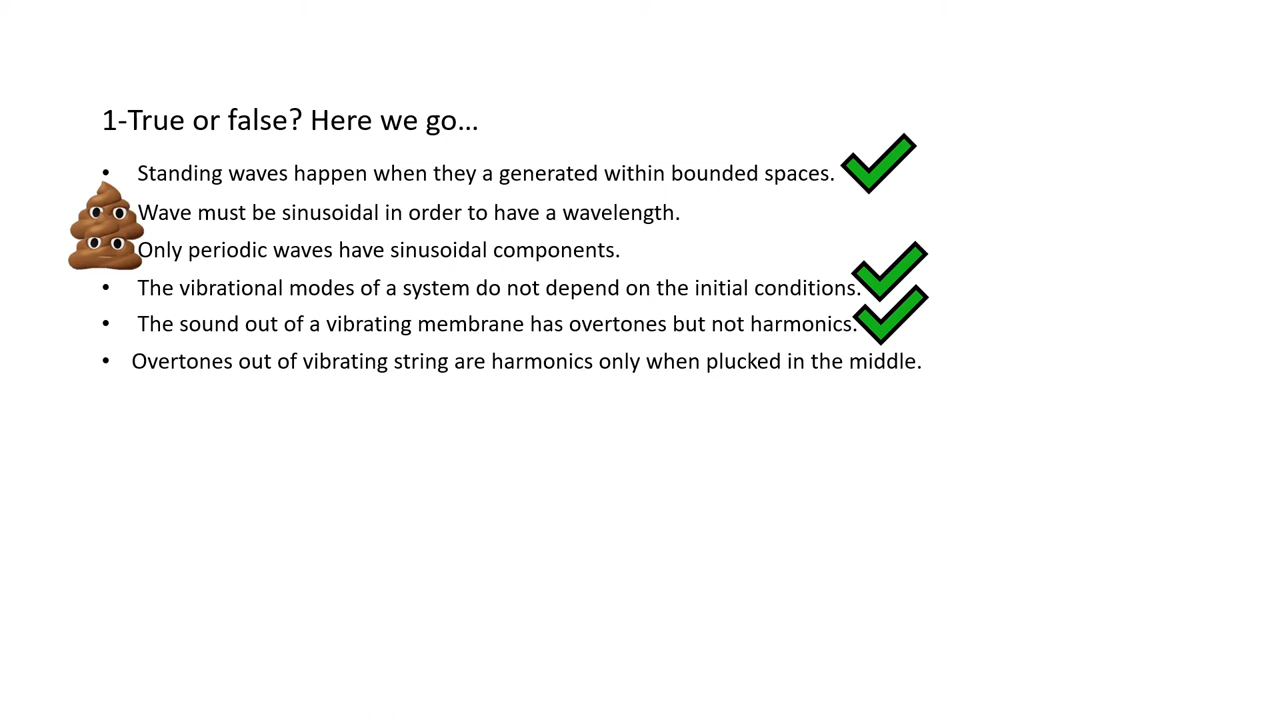 1-True or false? Here we go...
• Standing waves happen when they a generated within bounded spaces.
Wave must be sinusoidal in order to have a wavelength.
Only periodic waves have sinusoidal components.
• The vibrational modes of a system do not depend on the initial conditions.
• The sound out of a vibrating membrane has overtones but not harmonics.
• Overtones out of vibrating string are harmonics only when plucked in the middle.